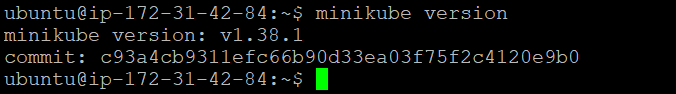 ubuntu@ip-172-31-42-84:~$ minikube version
minikube version: v1.38.1
commit: c93a4cb9311efc66b90d33ea03f75f2c4120e9b0
ubuntu@ip-172-31-42-84:~$